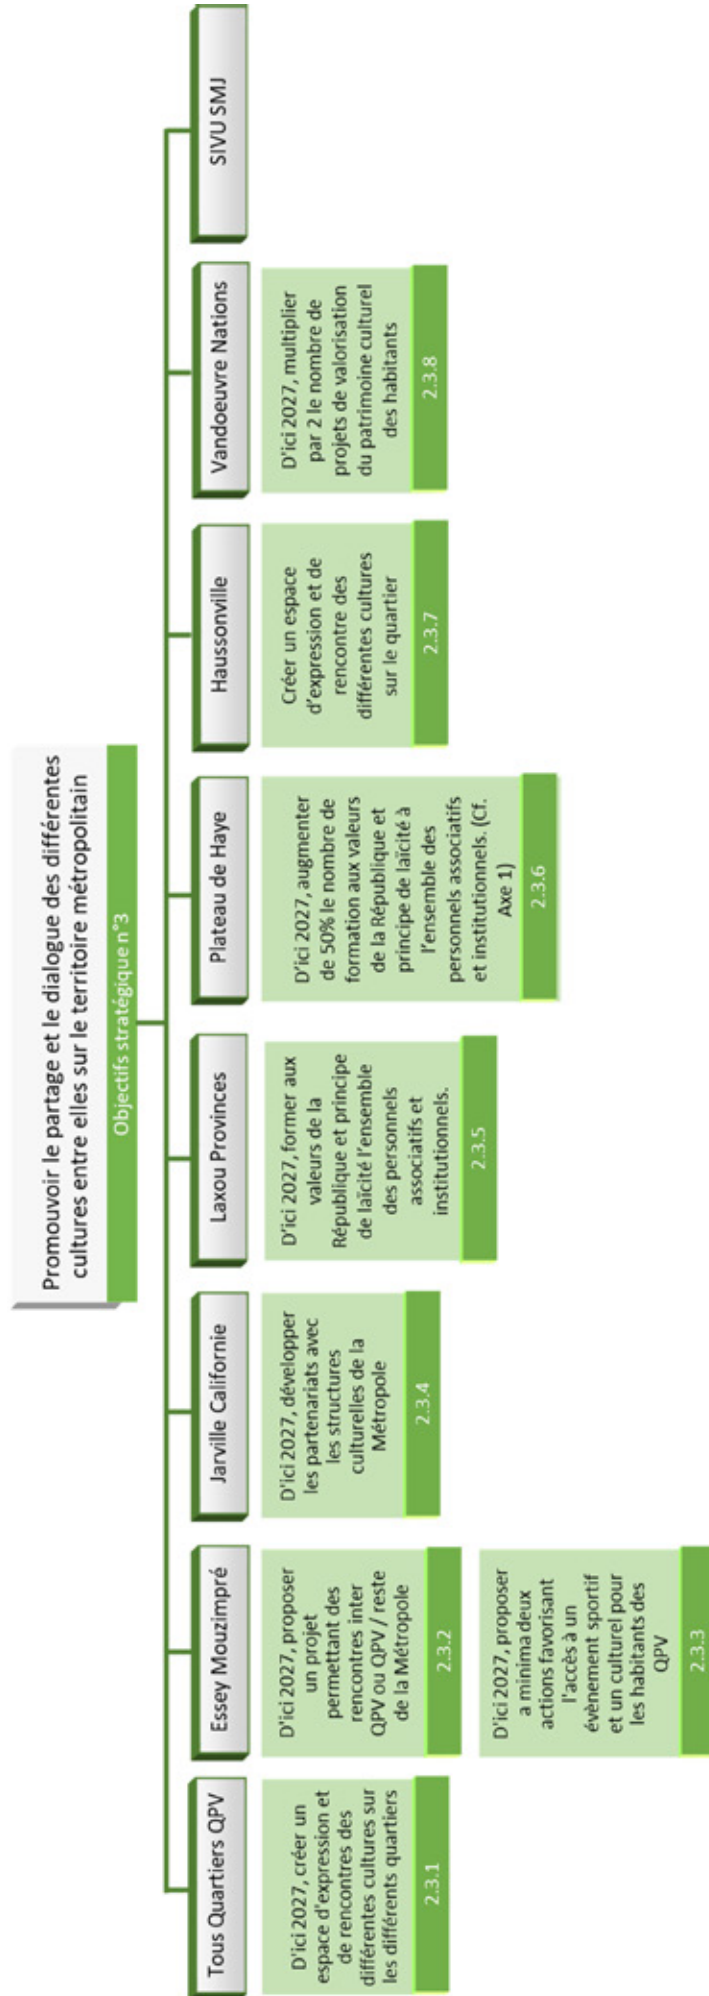 Promouvoir le partage et le dialogue des différentes
cultures entre elles sur le territoire métropolitain
Objectifs stratégique n°3
Tous Quartiers QPV
D'ici 2027, créer un
espace d'expression et
de rencontres des
différentes cultures sur
les différents quartiers
2.3.1
Essey Mouzimpré
D'ici 2027, proposer
un projet
permettant des
rencontres inter
QPV ou QPV / reste
de la Métropole
2.3.2
D'ici 2027, proposer
a minima deux
actions favorisant
l'accès à un
évènement sportif
et un culturel pour
les habitants des
QPV
2.3.3
Jarville Californie
D'ici 2027, développer
les partenariats avec
les structures
culturelles de la
Métropole
2.3.4
Laxou Provinces
D'ici 2027, former aux
valeurs de la
République et principe
de laïcité l'ensemble
des personnels
associatifs et
institutionnels.
2.3.5
Plateau de Haye
D'ici 2027, augmenter
de 50% le nombre de
formation aux valeurs
de la République et
principe de laïcité à
l'ensemble des
personnels associatifs
et institutionnels. (Cf.
Axe 1)
2.3.6
Haussonville
Créer un espace
d'expression et de
rencontre des
différentes cultures
sur le quartier
2.3.7
Vandoeuvre Nations
D'ici 2027, multiplier
par 2 le nombre de
projets de valorisation
du patrimoine culturel
des habitants
2.3.8
SIVU SMJ